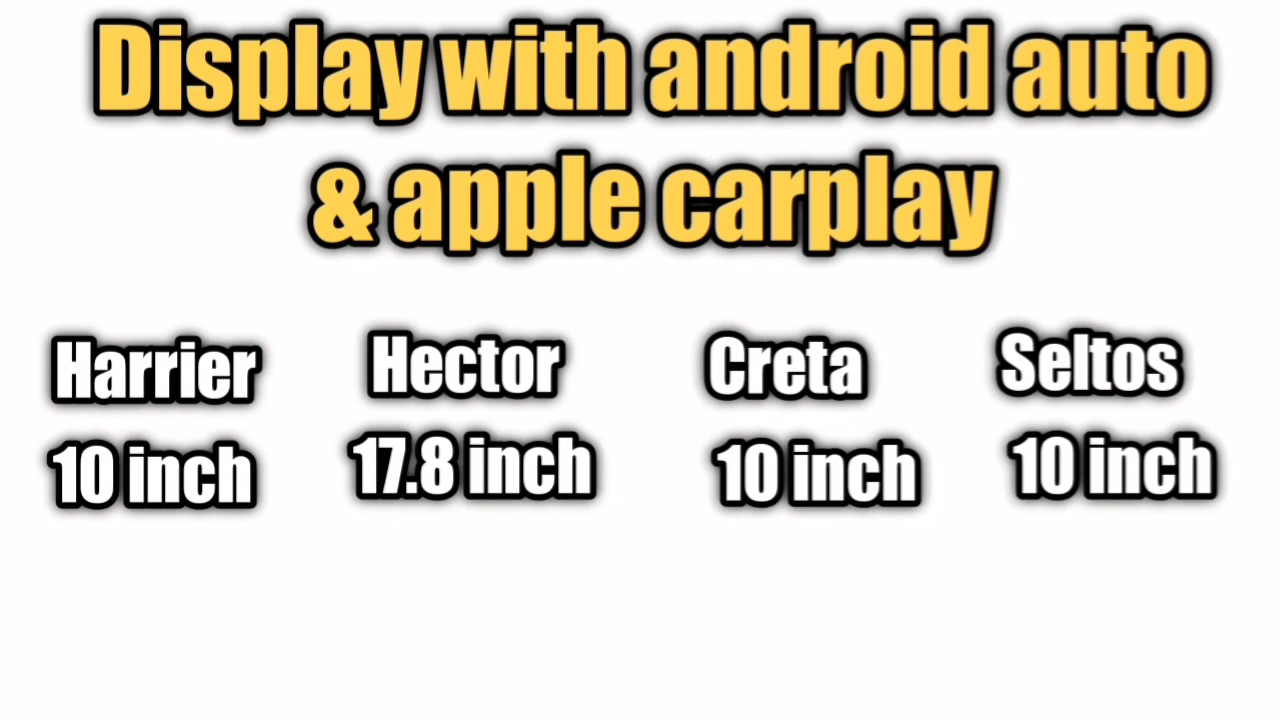 Display with android auto
& apple carplay
Harrier Hector Creta Seltos
10 inch 17.8 inch 10 inch 10 inch